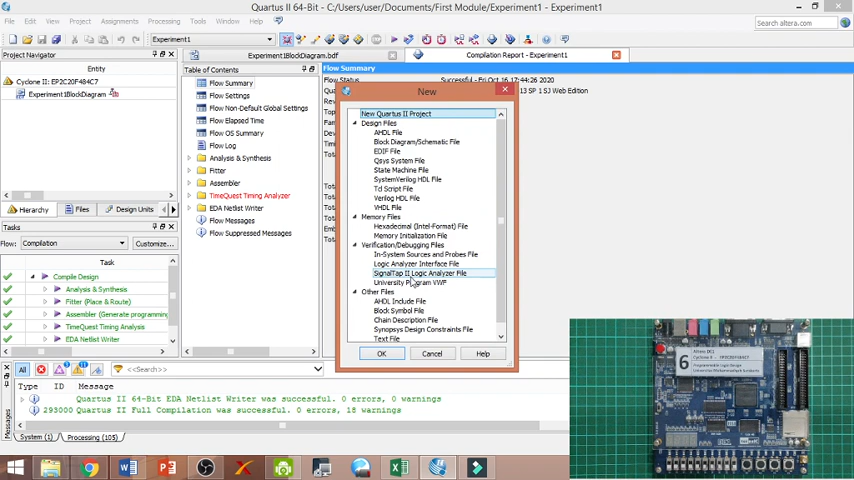 Quartus II 64-Bit - C:/Users/user/Documents/First Module/Experiment1 - Experiment1
File Edit View Project Assignments Processing Tools Window Help
Search altera.com
Experiment1
Project Navigator
Experiment1BlockDiagram.bdf
Compilation Report - Experiment1
Entity
Cyclone II: EP2C20F484C7
Experiment1BlockDiagram
Hierarchy
Files
Design Units
Tasks
Flow: Compilation
Customize...
Task
Compile Design
Analysis & Synthesis
Fitter (Place & Route)
Assembler (Generate programming
TimeQuest Timing Analysis
EDA Netlist Writer
Table of Contents
Flow Summary
Flow Settings
Flow Non-Default Global Settings
Flow Elapsed Time
Flow OS Summary
Flow Log
Analysis & Synthesis
Fitter
Assembler
TimeQuest Timing Analyzer
EDA Netlist Writer
Flow Messages
Flow Suppressed Messages
Flow Summary
Flow Status
Successful - Fri Oct 16 17:44:26 2020
13 SP 1 SJ Web Edition
New
New Quartus II Project
Design Files
AHDL File
Block Diagram/Schematic File
EDIF File
Qsys System File
State Machine File
SystemVerilog HDL File
Tcl Script File
Verilog HDL File
VHDL File
Memory Files
Hexadecimal (Intel-Format) File
Memory Initialization File
Verification/Debugging Files
In-System Sources and Probes File
Logic Analyzer Interface File
SignalTap II Logic Analyzer File
University Program VWF
Other Files
AHDL Include File
Block Symbol File
Chain Description File
Synopsys Design Constraints File
Text File
OK
Cancel
Help
All
<<Search>>
Type ID Message
Quartus II 64-Bit EDA Netlist Writer was successful. 0 errors, 0 warnings
293000 Quartus II Full Compilation was successful. 0 errors, 18 warnings
Messages
System (1)
Processing (105)
6
Altera DE1